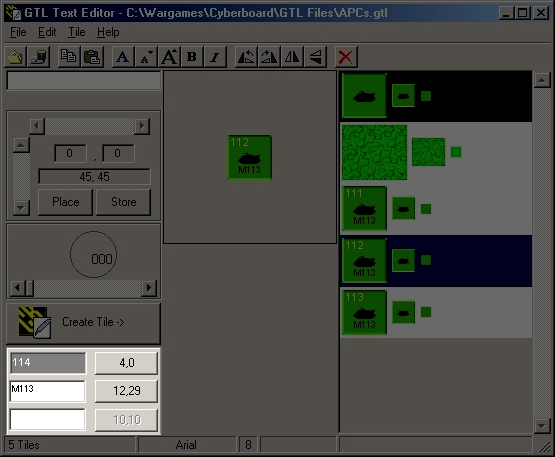 GTL Text Editor - C:\Wargames\Cyberboard\GTL Files\APCs.gtl
File Edit Tile Help
A A A B I
0 , 0
45, 45
Place Store
000
Create Tile ->
114 4,0
M113 12,29
10,10
112
M113
111
M113
112
M113
113
M113
5 Tiles Arial 8